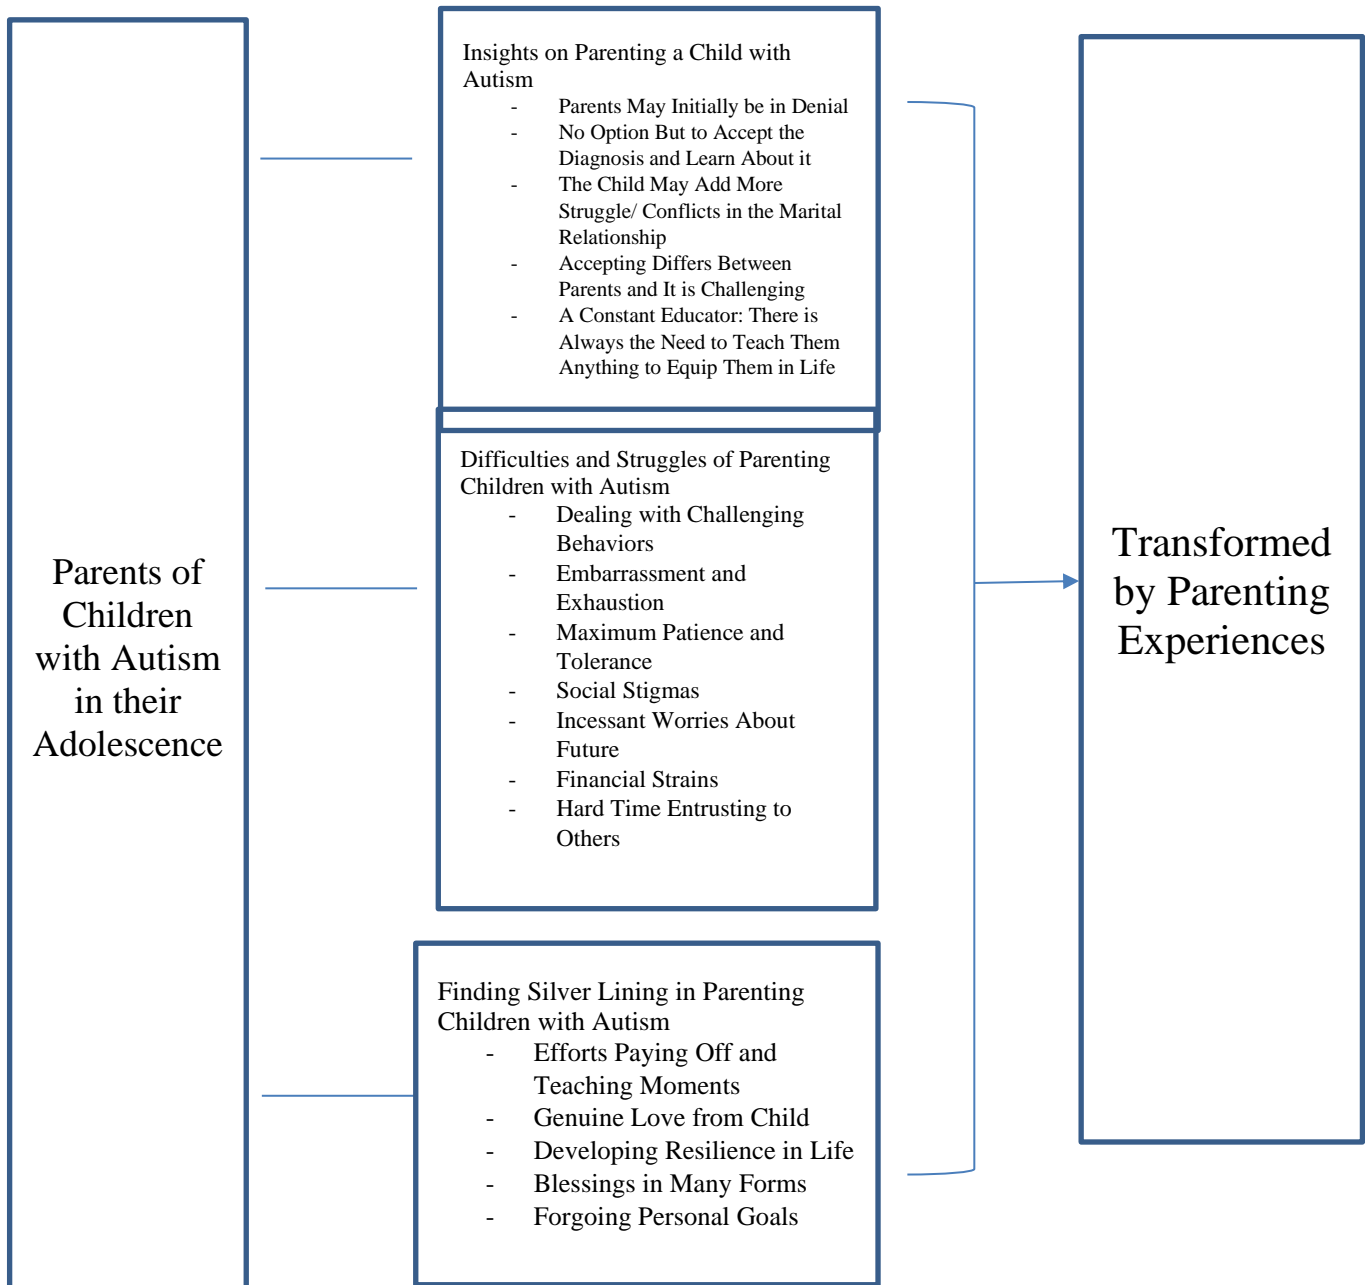 Parents of
Children
with Autism
in their
Adolescence
Insights on Parenting a Child with
Autism
- Parents May Initially be in Denial
- No Option But to Accept the
Diagnosis and Learn About it
- The Child May Add More
Struggle/ Conflicts in the Marital
Relationship
- Accepting Differs Between
Parents and It is Challenging
- A Constant Educator: There is
Always the Need to Teach Them
Anything to Equip Them in Life
Difficulties and Struggles of Parenting
Children with Autism
- Dealing with Challenging
Behaviors
- Embarrassment and
Exhaustion
- Maximum Patience and
Tolerance
- Social Stigmas
- Incessant Worries About
Future
- Financial Strains
- Hard Time Entrusting to
Others
Finding Silver Lining in Parenting
Children with Autism
- Efforts Paying Off and
Teaching Moments
- Genuine Love from Child
- Developing Resilience in Life
- Blessings in Many Forms
- Forgoing Personal Goals
Transformed
by Parenting
Experiences